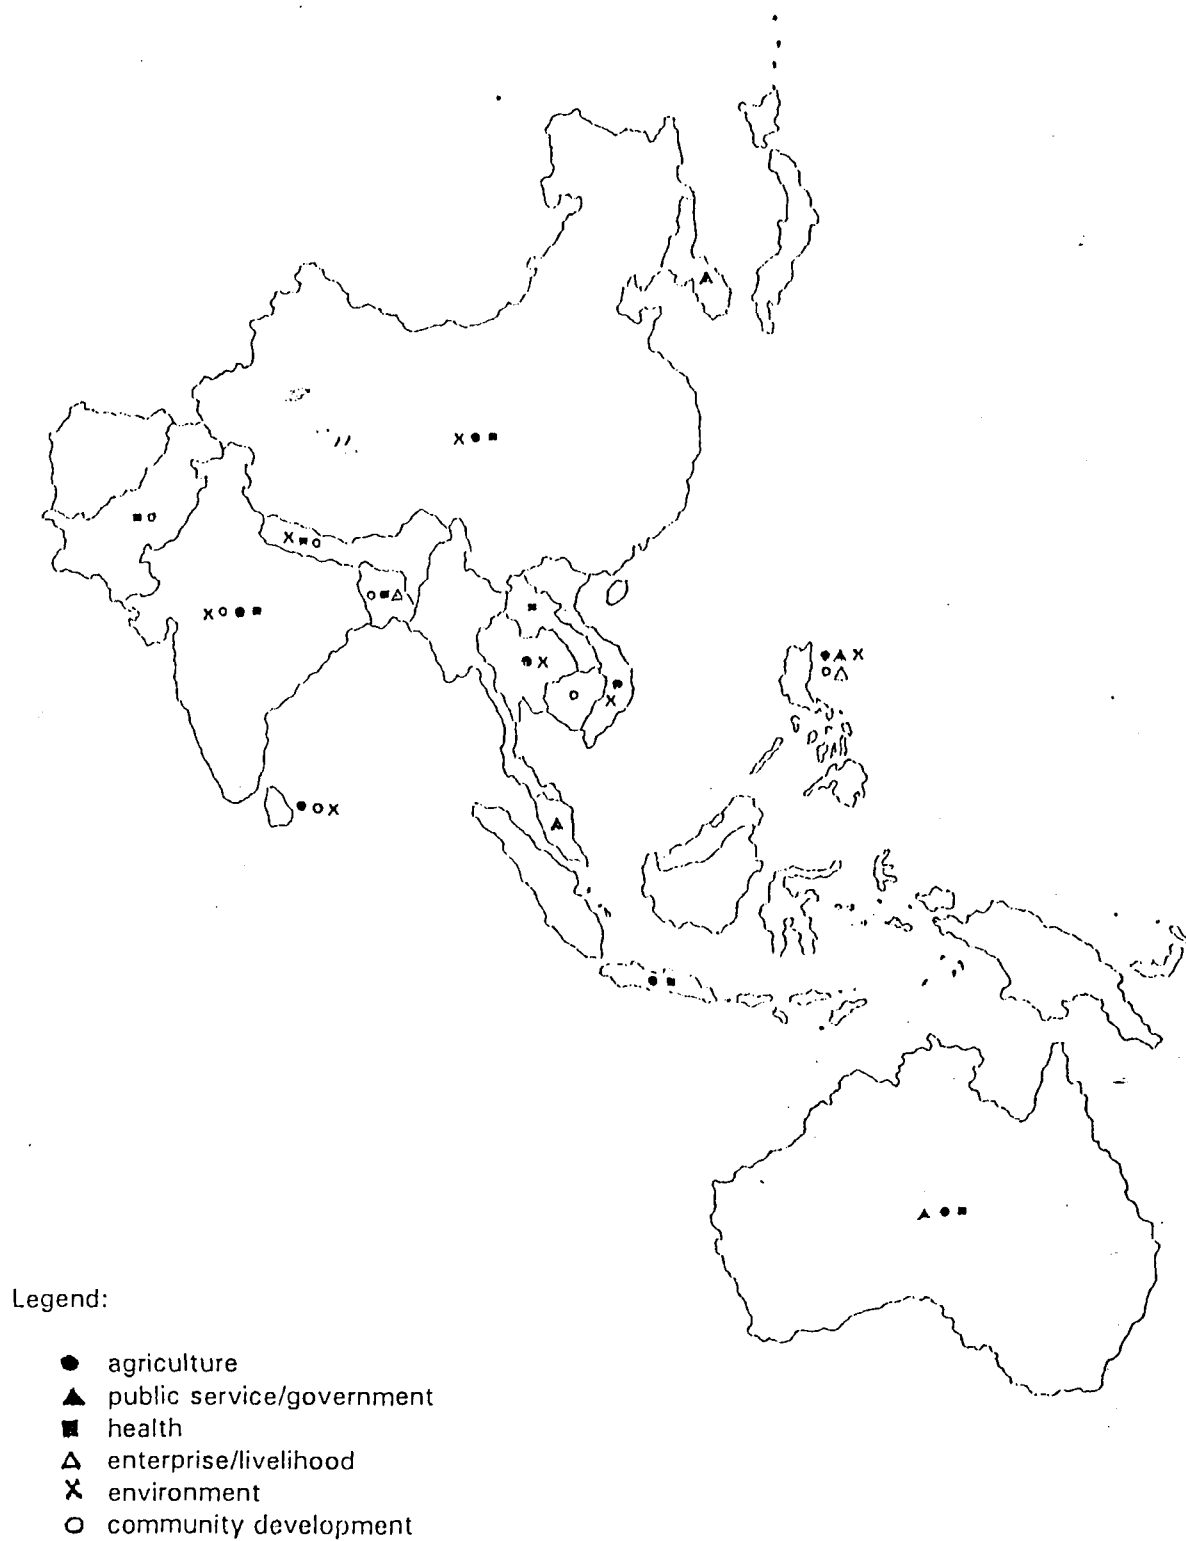 Legend:
agriculture
public service/government
health
enterprise/livelihood
environment
community development